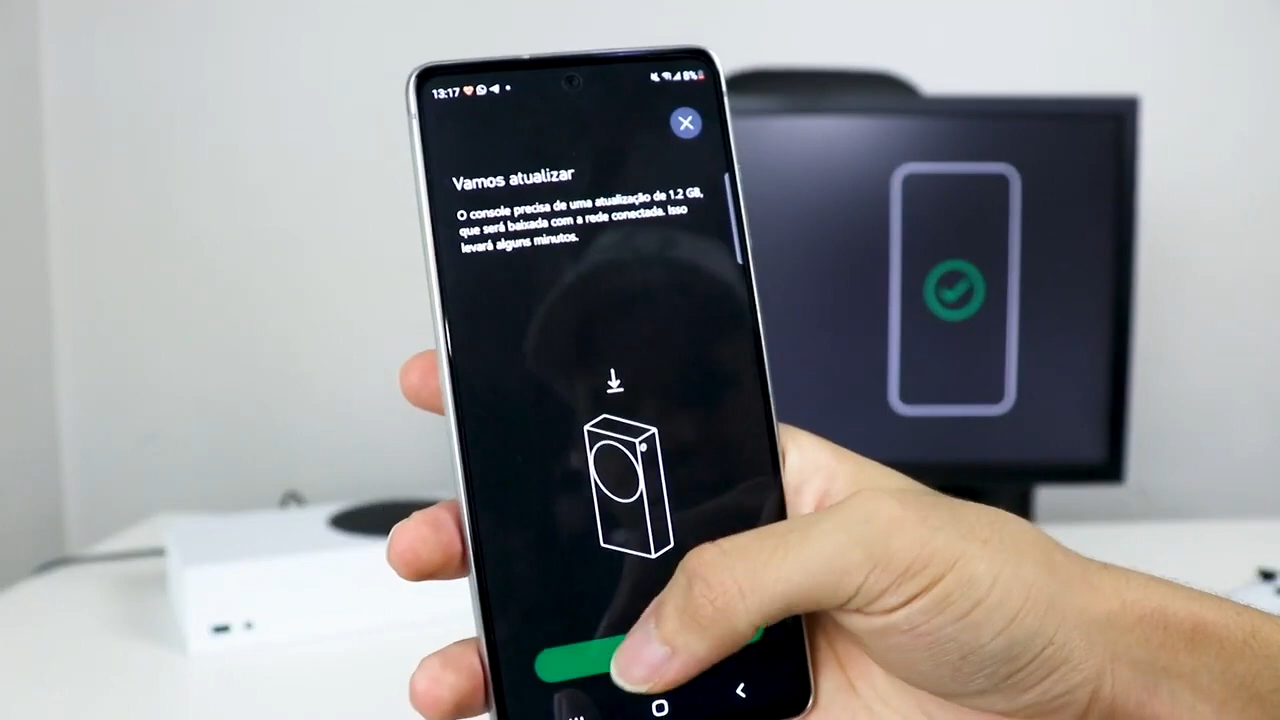 13:17
8%
Vamos atualizar
O console precisa de uma atualização de 1.2 GB,
que será baixada com a rede conectada. Isso
levará alguns minutos.